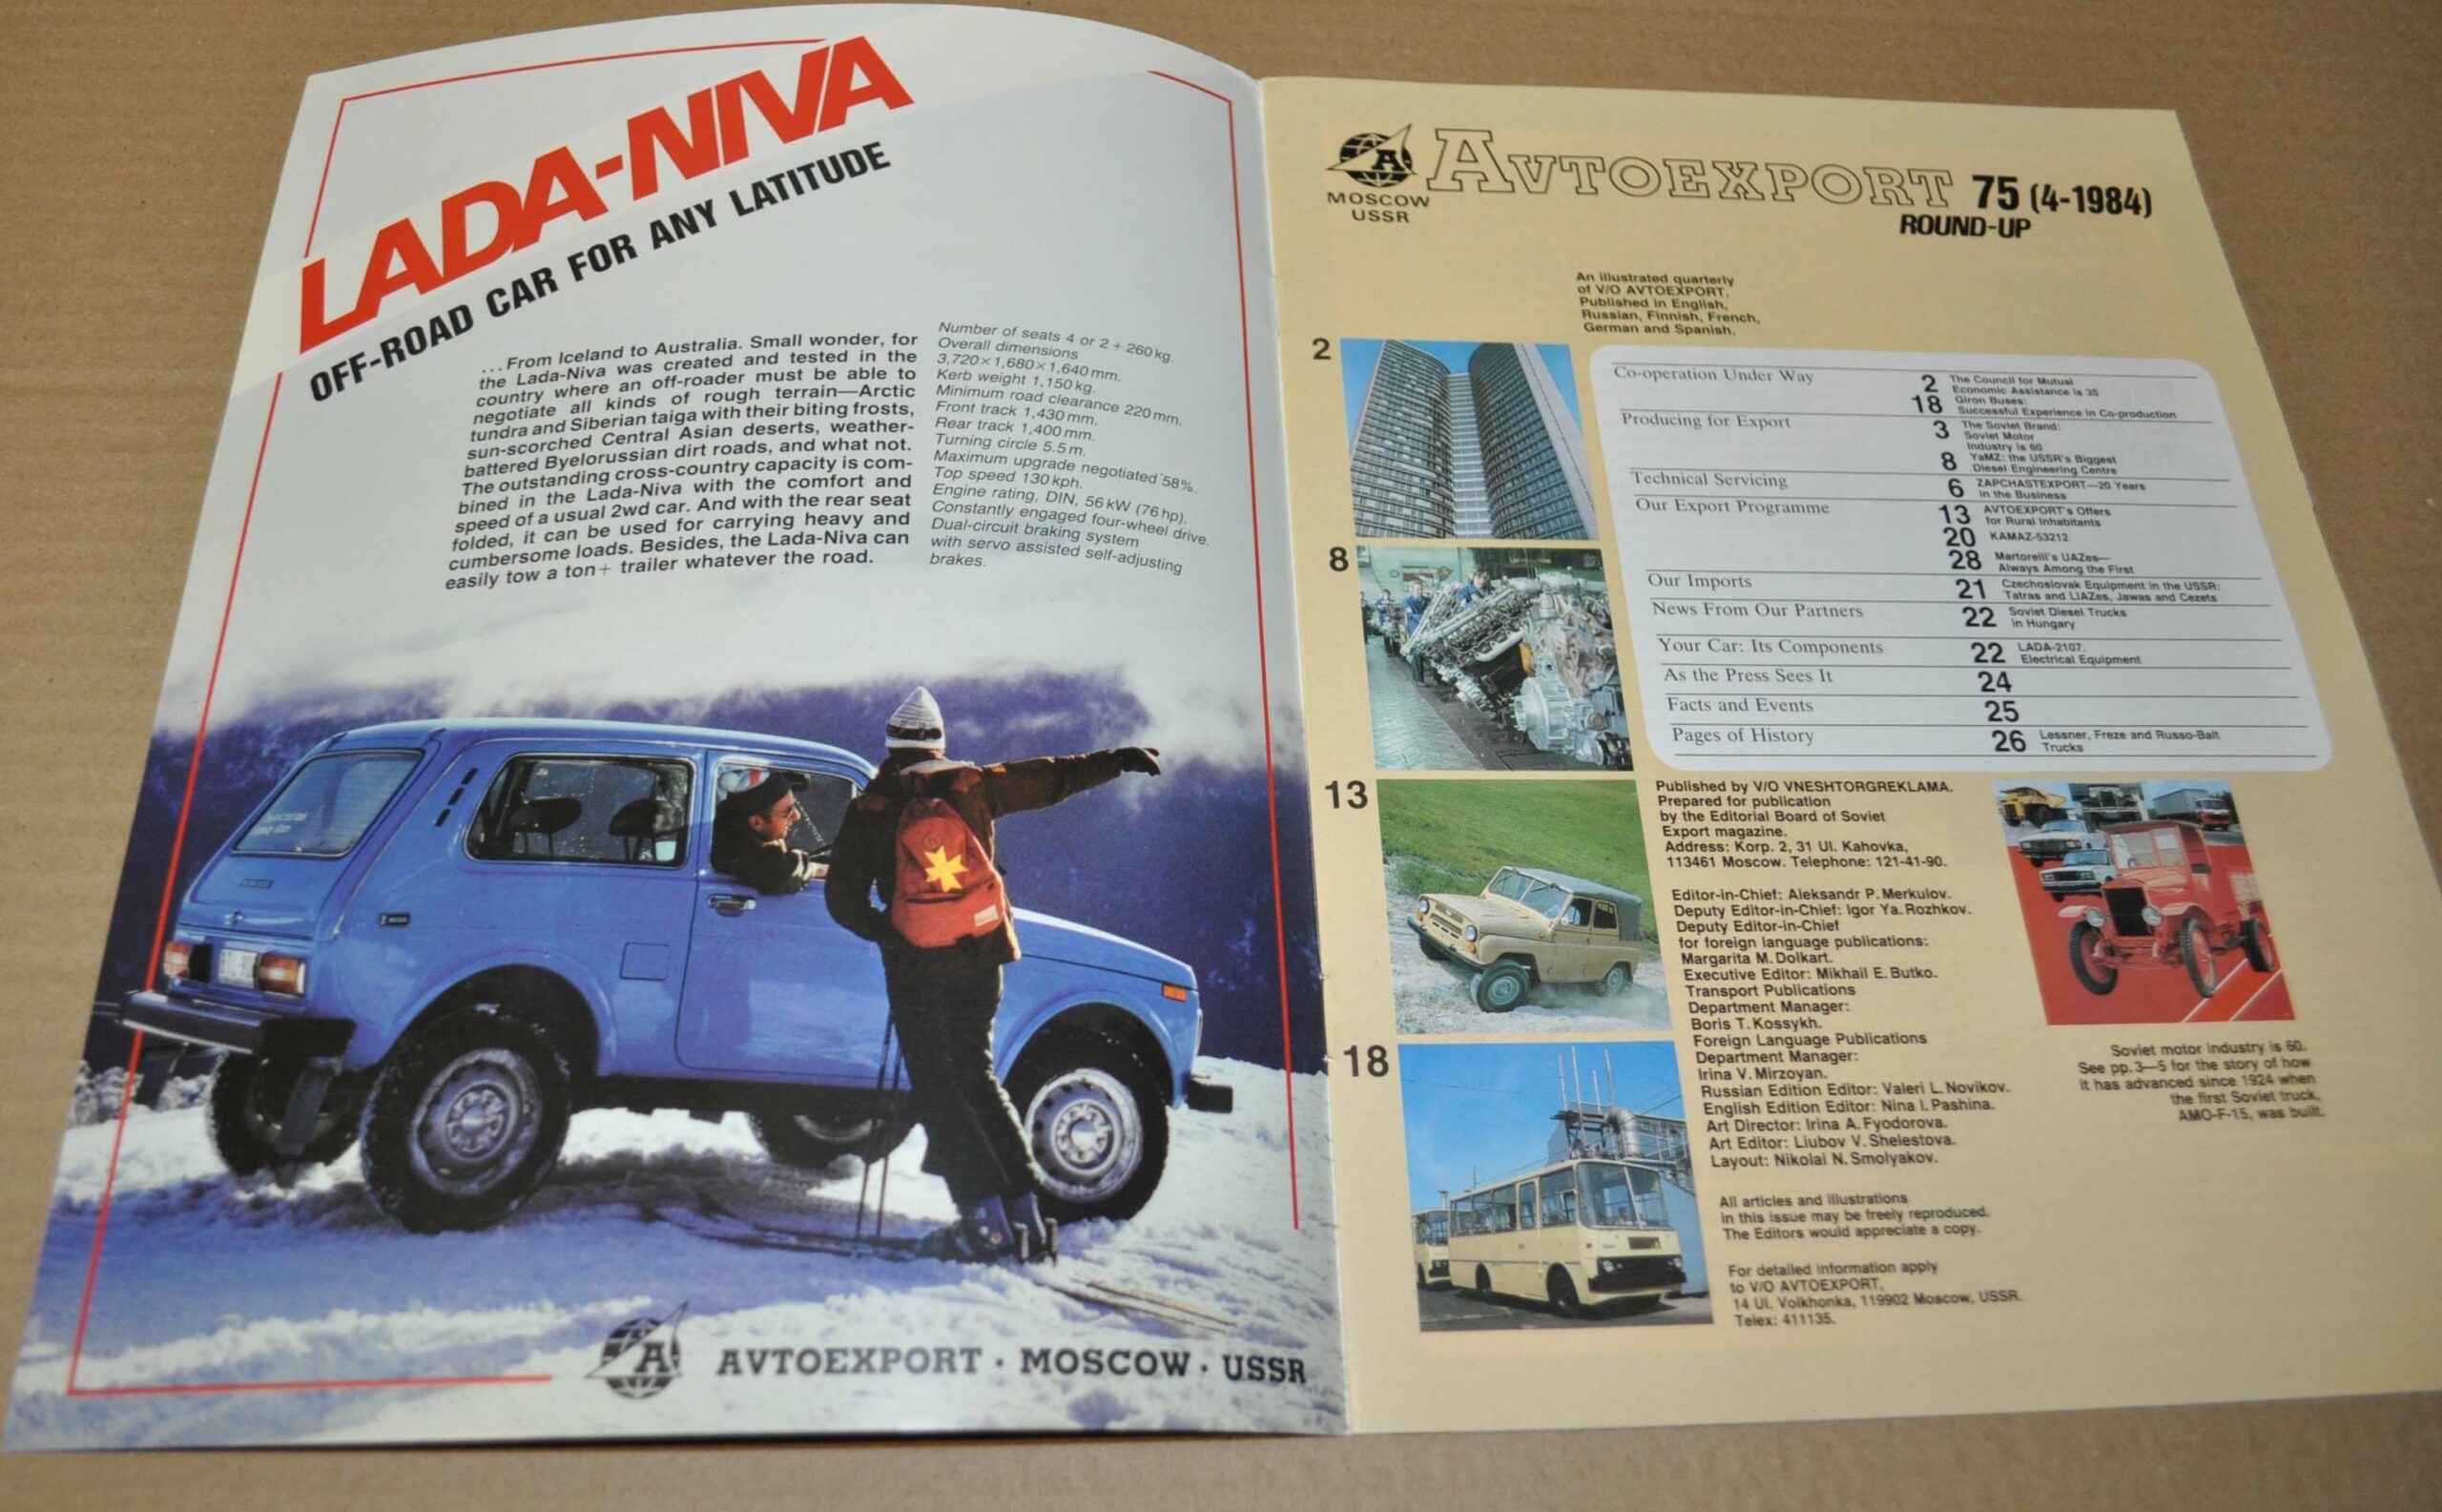 LADA-NIVA
OFF-ROAD CAR FOR ANY LATITUDE
...From Iceland to Australia. Small wonder, for
the Lada-Niva was created and tested in the
country where an off-roader must be able to
negotiate all kinds of rough terrain—Arctic
tundra and Siberian taiga with their biting frosts,
sun-scorched Central Asian deserts, weather-
battered Byelorussian dirt roads, and what not.
The outstanding cross-country capacity is com-
bined in the Lada-Niva with the comfort and
speed of a usual 2wd car. And with the rear seat
folded, it can be used for carrying heavy and
cumbersome loads. Besides, the Lada-Niva can
easily tow a ton+ trailer whatever the road.
Number of seats 4 or 2 + 260 kg.
Overall dimensions
3,720×1,680×1,640 mm.
Kerb weight 1,150 kg.
Minimum road clearance 220 mm.
Front track 1,430 mm.
Rear track 1,400 mm.
Turning circle 5.5 m.
Maximum upgrade negotiated 58%.
Top speed 130 kph.
Engine rating, DIN, 56 kW (76 hp).
Constantly engaged four-wheel drive.
Dual-circuit braking system
with servo assisted self-adjusting
brakes.
A
AVTOEXPORT · MOSCOW · USSR
A
MOSCOW
USSR
AVTOEXPORT 75 (4-1984)
ROUND-UP
An illustrated quarterly
of V/O AVTOEXPORT.
Published in English,
Russian, Finnish, French,
German and Spanish.
2
8
13
18
Co-operation Under Way
2 The Council for Mutual
Economic Assistance is 35
18 Giron Buses:
Successful Experience in Co-production
Producing for Export
3 The Soviet Brand:
Soviet Motor
Industry is 60
8 YaMZ: the USSR's Biggest
Diesel Engineering Centre
Technical Servicing
6 ZAPCHASTEXPORT—20 Years
in the Business
Our Export Programme
13 AVTOEXPORT's Offers
for Rural Inhabitants
20 KAMAZ-53212
28 Martorelli's UAZes—
Always Among the First
Our Imports
21 Czechoslovak Equipment in the USSR:
Tatras and LIAZes, Jawas and Cezets
News From Our Partners
22 Soviet Diesel Trucks
in Hungary
Your Car: Its Components
22 LADA-2107.
Electrical Equipment
As the Press Sees It
24
Facts and Events
25
Pages of History
26 Lessner, Freze and Russo-Balt
Trucks
Published by V/O VNESHTORGREKLAMA.
Prepared for publication
by the Editorial Board of Soviet
Export magazine.
Address: Korp. 2, 31 Ul. Kahovka,
113461 Moscow. Telephone: 121-41-90.
Editor-in-Chief: Aleksandr P. Merkulov.
Deputy Editor-in-Chief: Igor Ya. Rozhkov.
Deputy Editor-in-Chief
for foreign language publications:
Margarita M. Dolkart.
Executive Editor: Mikhail E. Butko.
Transport Publications
Department Manager:
Boris T. Kossykh.
Foreign Language Publications
Department Manager:
Irina V. Mirzoyan.
Russian Edition Editor: Valeri L. Novikov.
English Edition Editor: Nina I. Pashina.
Art Director: Irina A. Fyodorova.
Art Editor: Liubov V. Shelestova.
Layout: Nikolai N. Smolyakov.
All articles and illustrations
in this issue may be freely reproduced.
The Editors would appreciate a copy.
For detailed information apply
to V/O AVTOEXPORT,
14 Ul. Volkhonka, 119902 Moscow, USSR.
Telex: 411135.
Soviet motor industry is 60.
See pp. 3—5 for the story of how
it has advanced since 1924 when
the first Soviet truck,
AMO-F-15, was built.